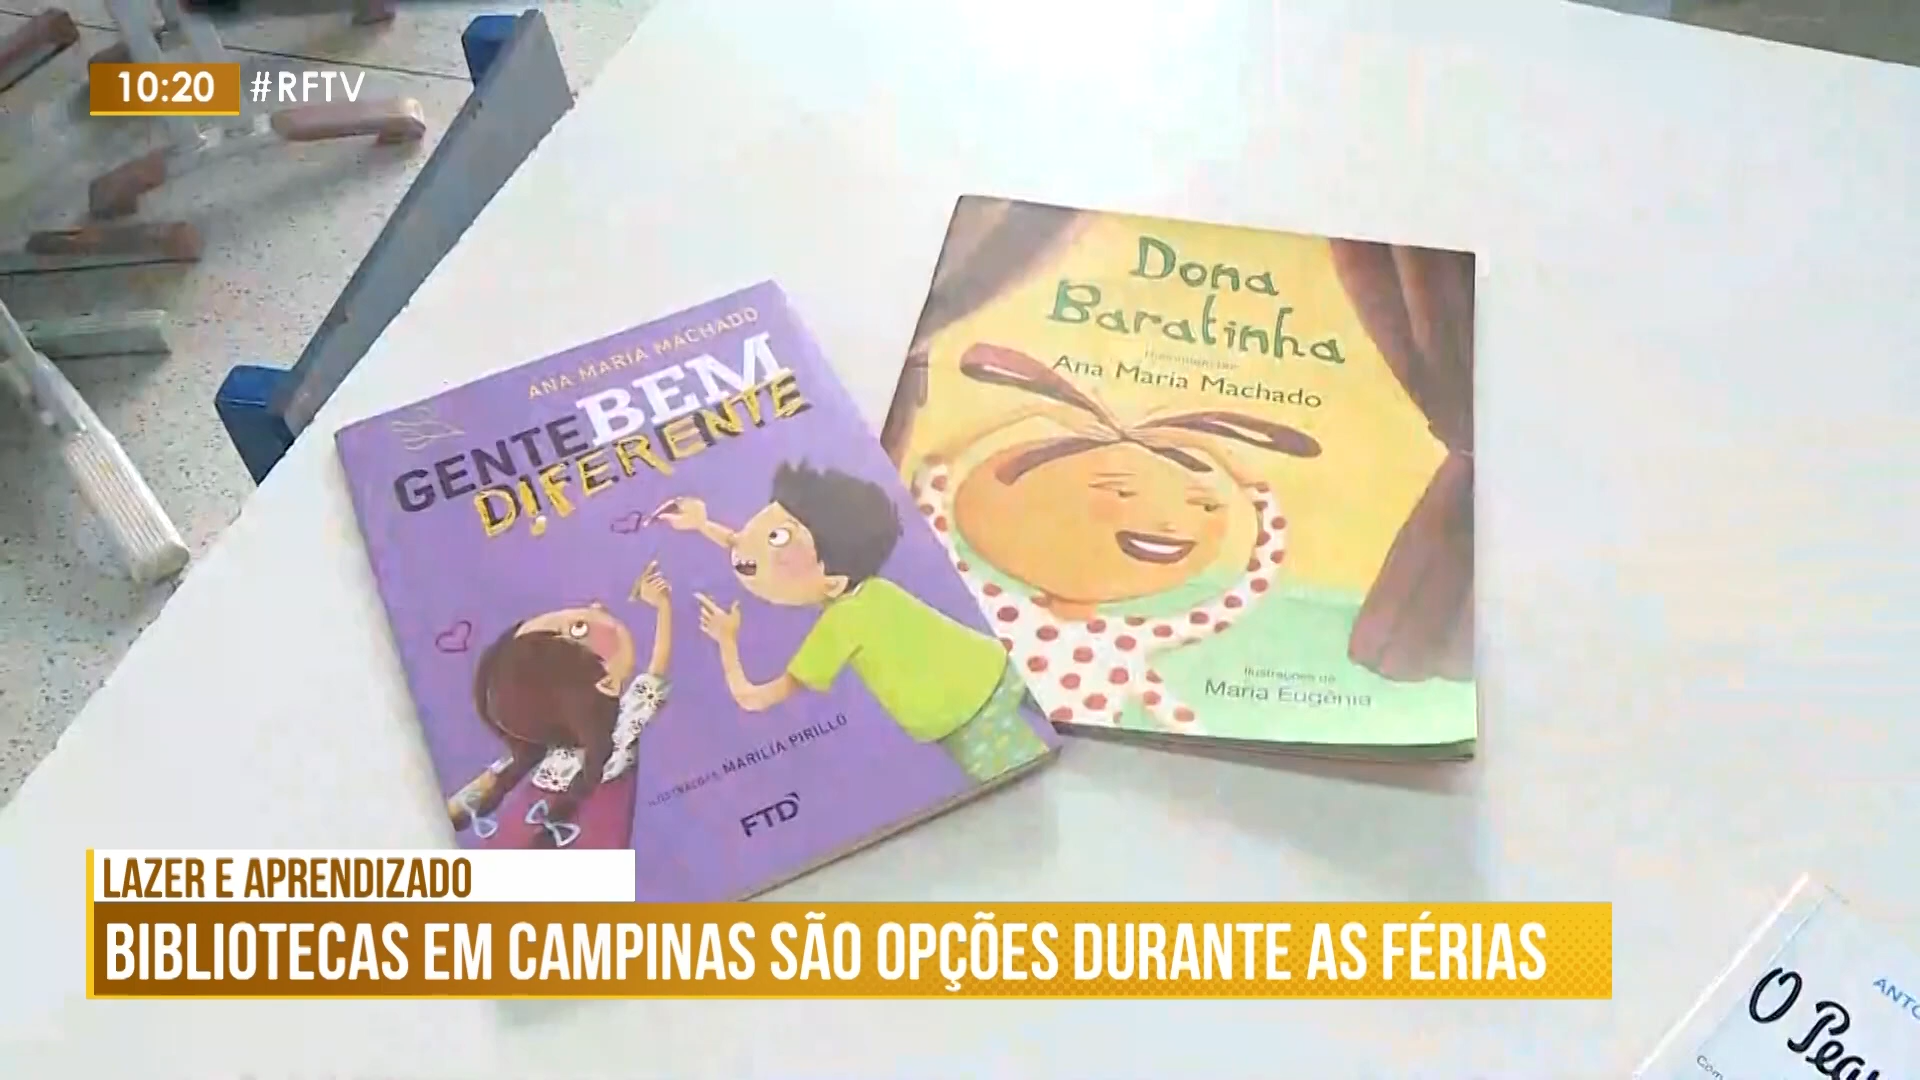 10:20 #RFTV
ANA MARIA MACHADO
GENTE BEM
DIFERENTE
ILUSTRAÇÕES MARILIA PIRILLO
FTD
Dona
Baratinha
Ana Maria Machado
Ilustrações de
Maria Eugênia
LAZER E APRENDIZADO
BIBLIOTECAS EM CAMPINAS SÃO OPÇÕES DURANTE AS FÉRIAS
O